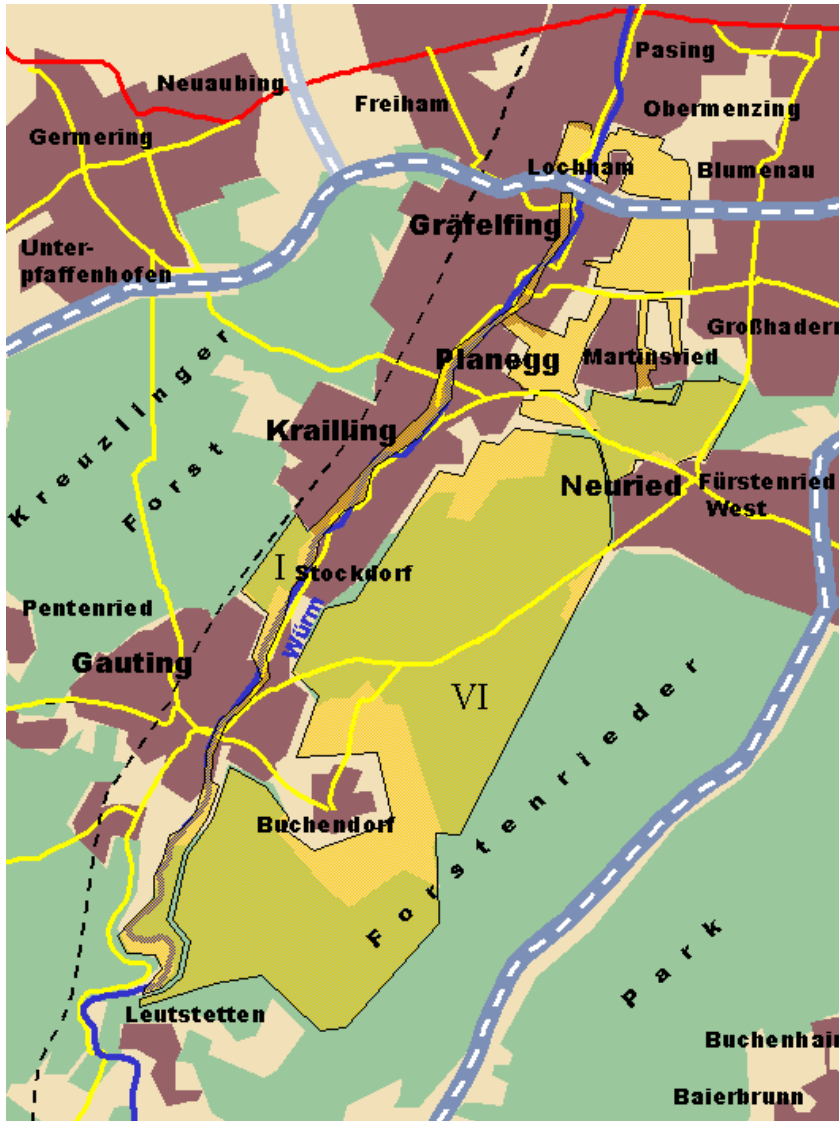 Pasing
Neuaubing
Freiham
Obermenzing
Germering
Lochham
Blumenau
Gräfelfing
Unter-
pfaffenhofen
Großhadern
Planegg
Martinsried
Kreuzlinger
Forst
Krailling
Neuried
Fürstenried
West
I
Stockdorf
Pentenried
Würm
Gauting
VI
Forstenrieder
Park
Buchendorf
Leutstetten
Buchenhain
Baierbrunn